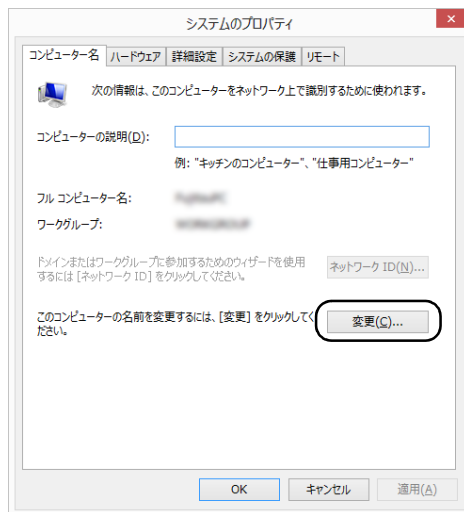 システムのプロパティ
コンピューター名 ハードウェア 詳細設定 システムの保護 リモート
次の情報は、このコンピューターをネットワーク上で識別するために使われます。
コンピューターの説明(D):
例: "キッチンのコンピューター"、"仕事用コンピューター"
フル コンピューター名:
ワークグループ:
ドメインまたはワークグループに参加するためのウィザードを使用
するには [ネットワーク ID] をクリックしてください。
ネットワーク ID(N)...
このコンピューターの名前を変更するには、[変更] をクリックしてく
ださい。
変更(C)...
OK キャンセル 適用(A)